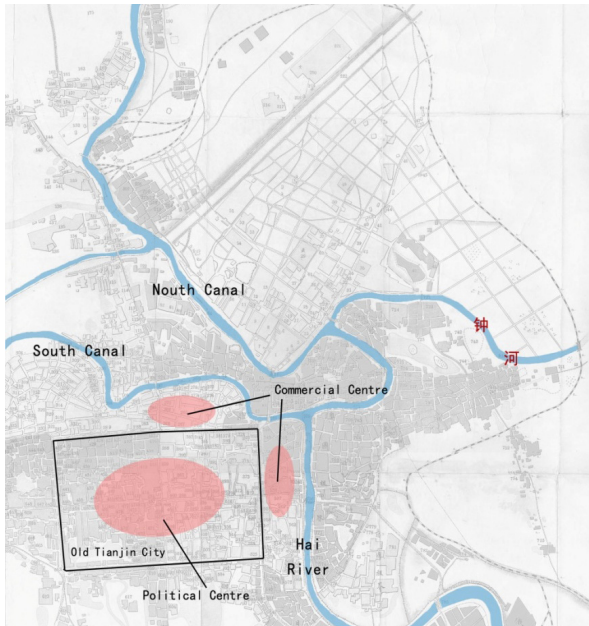 Nouth Canal
钟
South Canal
河
Commercial Centre
Old Tianjin City
Hai
River
Political Centre